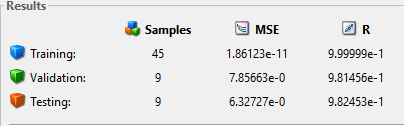 Results
Samples MSE R
Training: 45 1.86123e-11 9.99999e-1
Validation: 9 7.85663e-0 9.81456e-1
Testing: 9 6.32727e-0 9.82453e-1